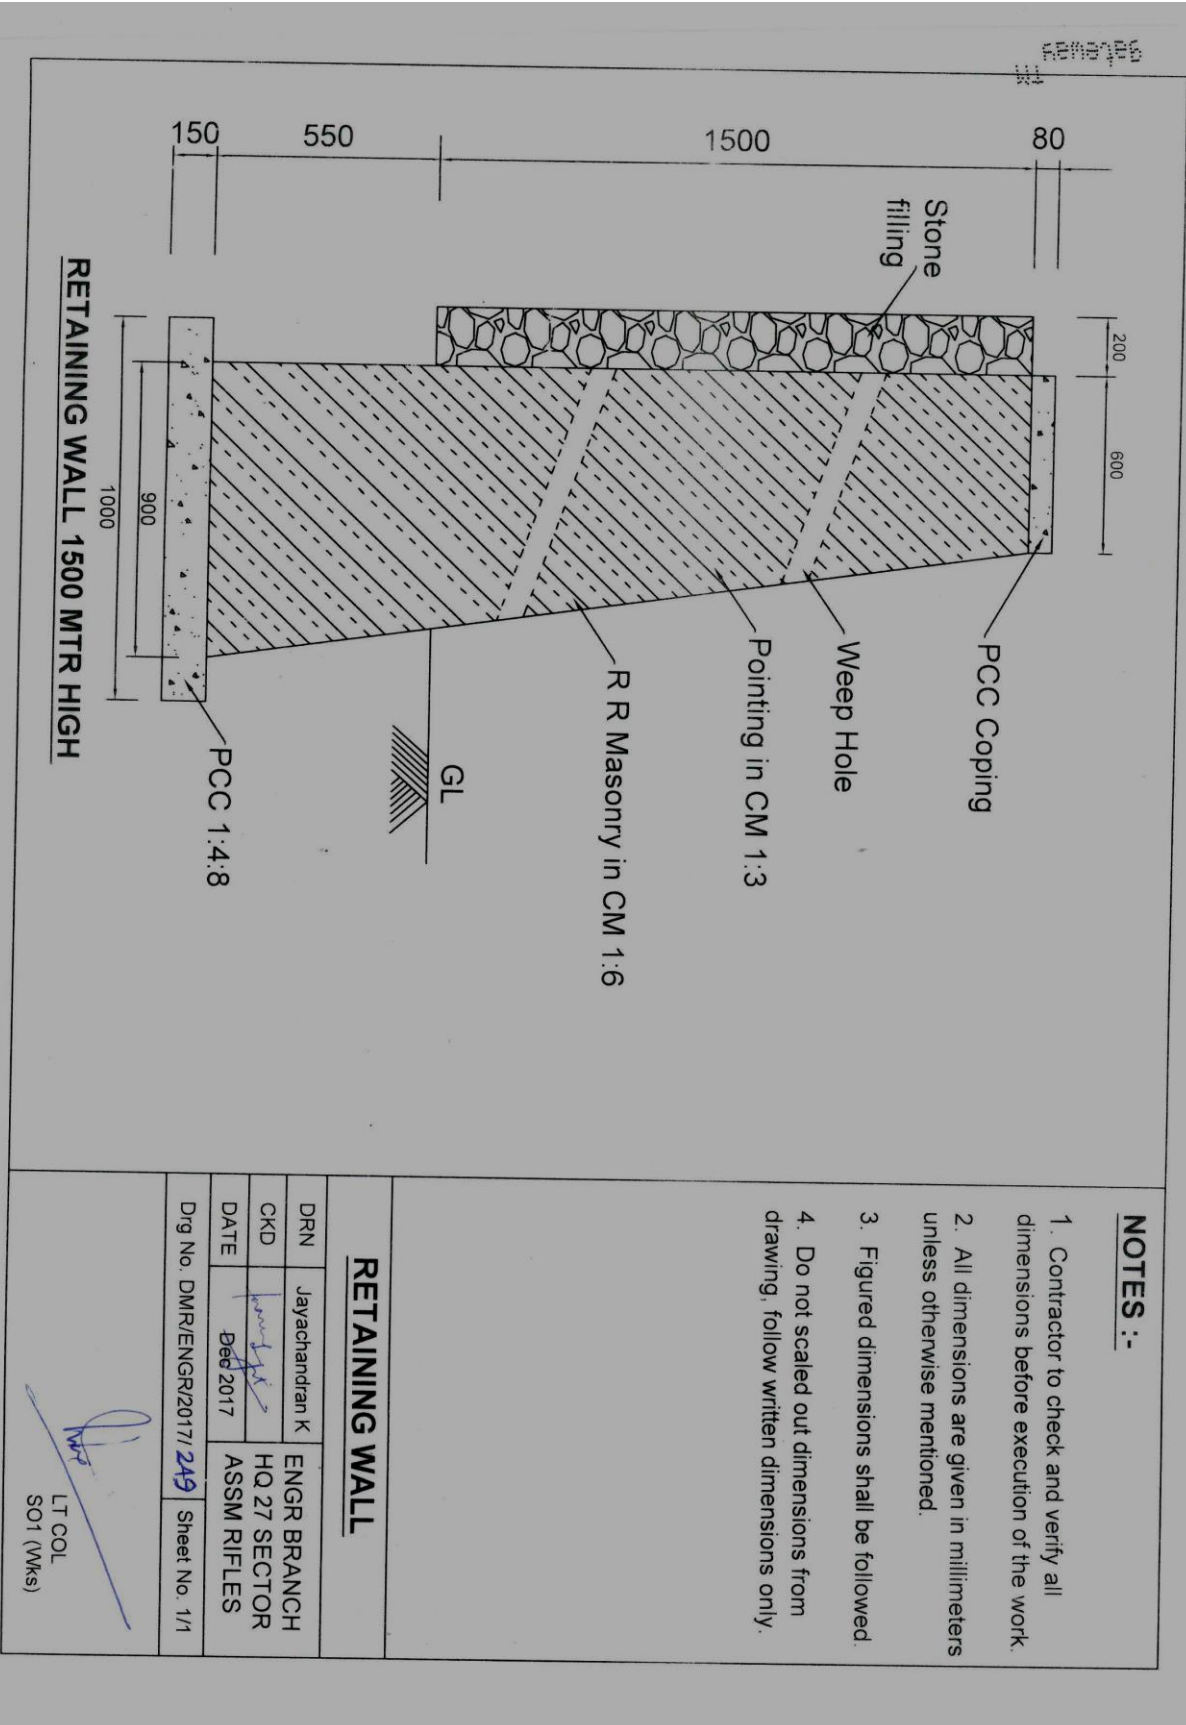 gateway
TM
80
1500
550
150
200
600
Stone
filling
PCC Coping
Weep Hole
Pointing in CM 1:3
R R Masonry in CM 1:6
GL
PCC 1:4:8
900
1000
RETAINING WALL 1500 MTR HIGH
NOTES :-
1. Contractor to check and verify all
dimensions before execution of the work.
2. All dimensions are given in millimeters
unless otherwise mentioned.
3. Figured dimensions shall be followed.
4. Do not scaled out dimensions from
drawing, follow written dimensions only.
RETAINING WALL
DRN Jayachandran K
CKD
DATE Dec 2017
ENGR BRANCH
HQ 27 SECTOR
ASSM RIFLES
Drg No. DMR/ENGR/2017/ 249 Sheet No. 1/1
LT COL
SO1 (Wks)